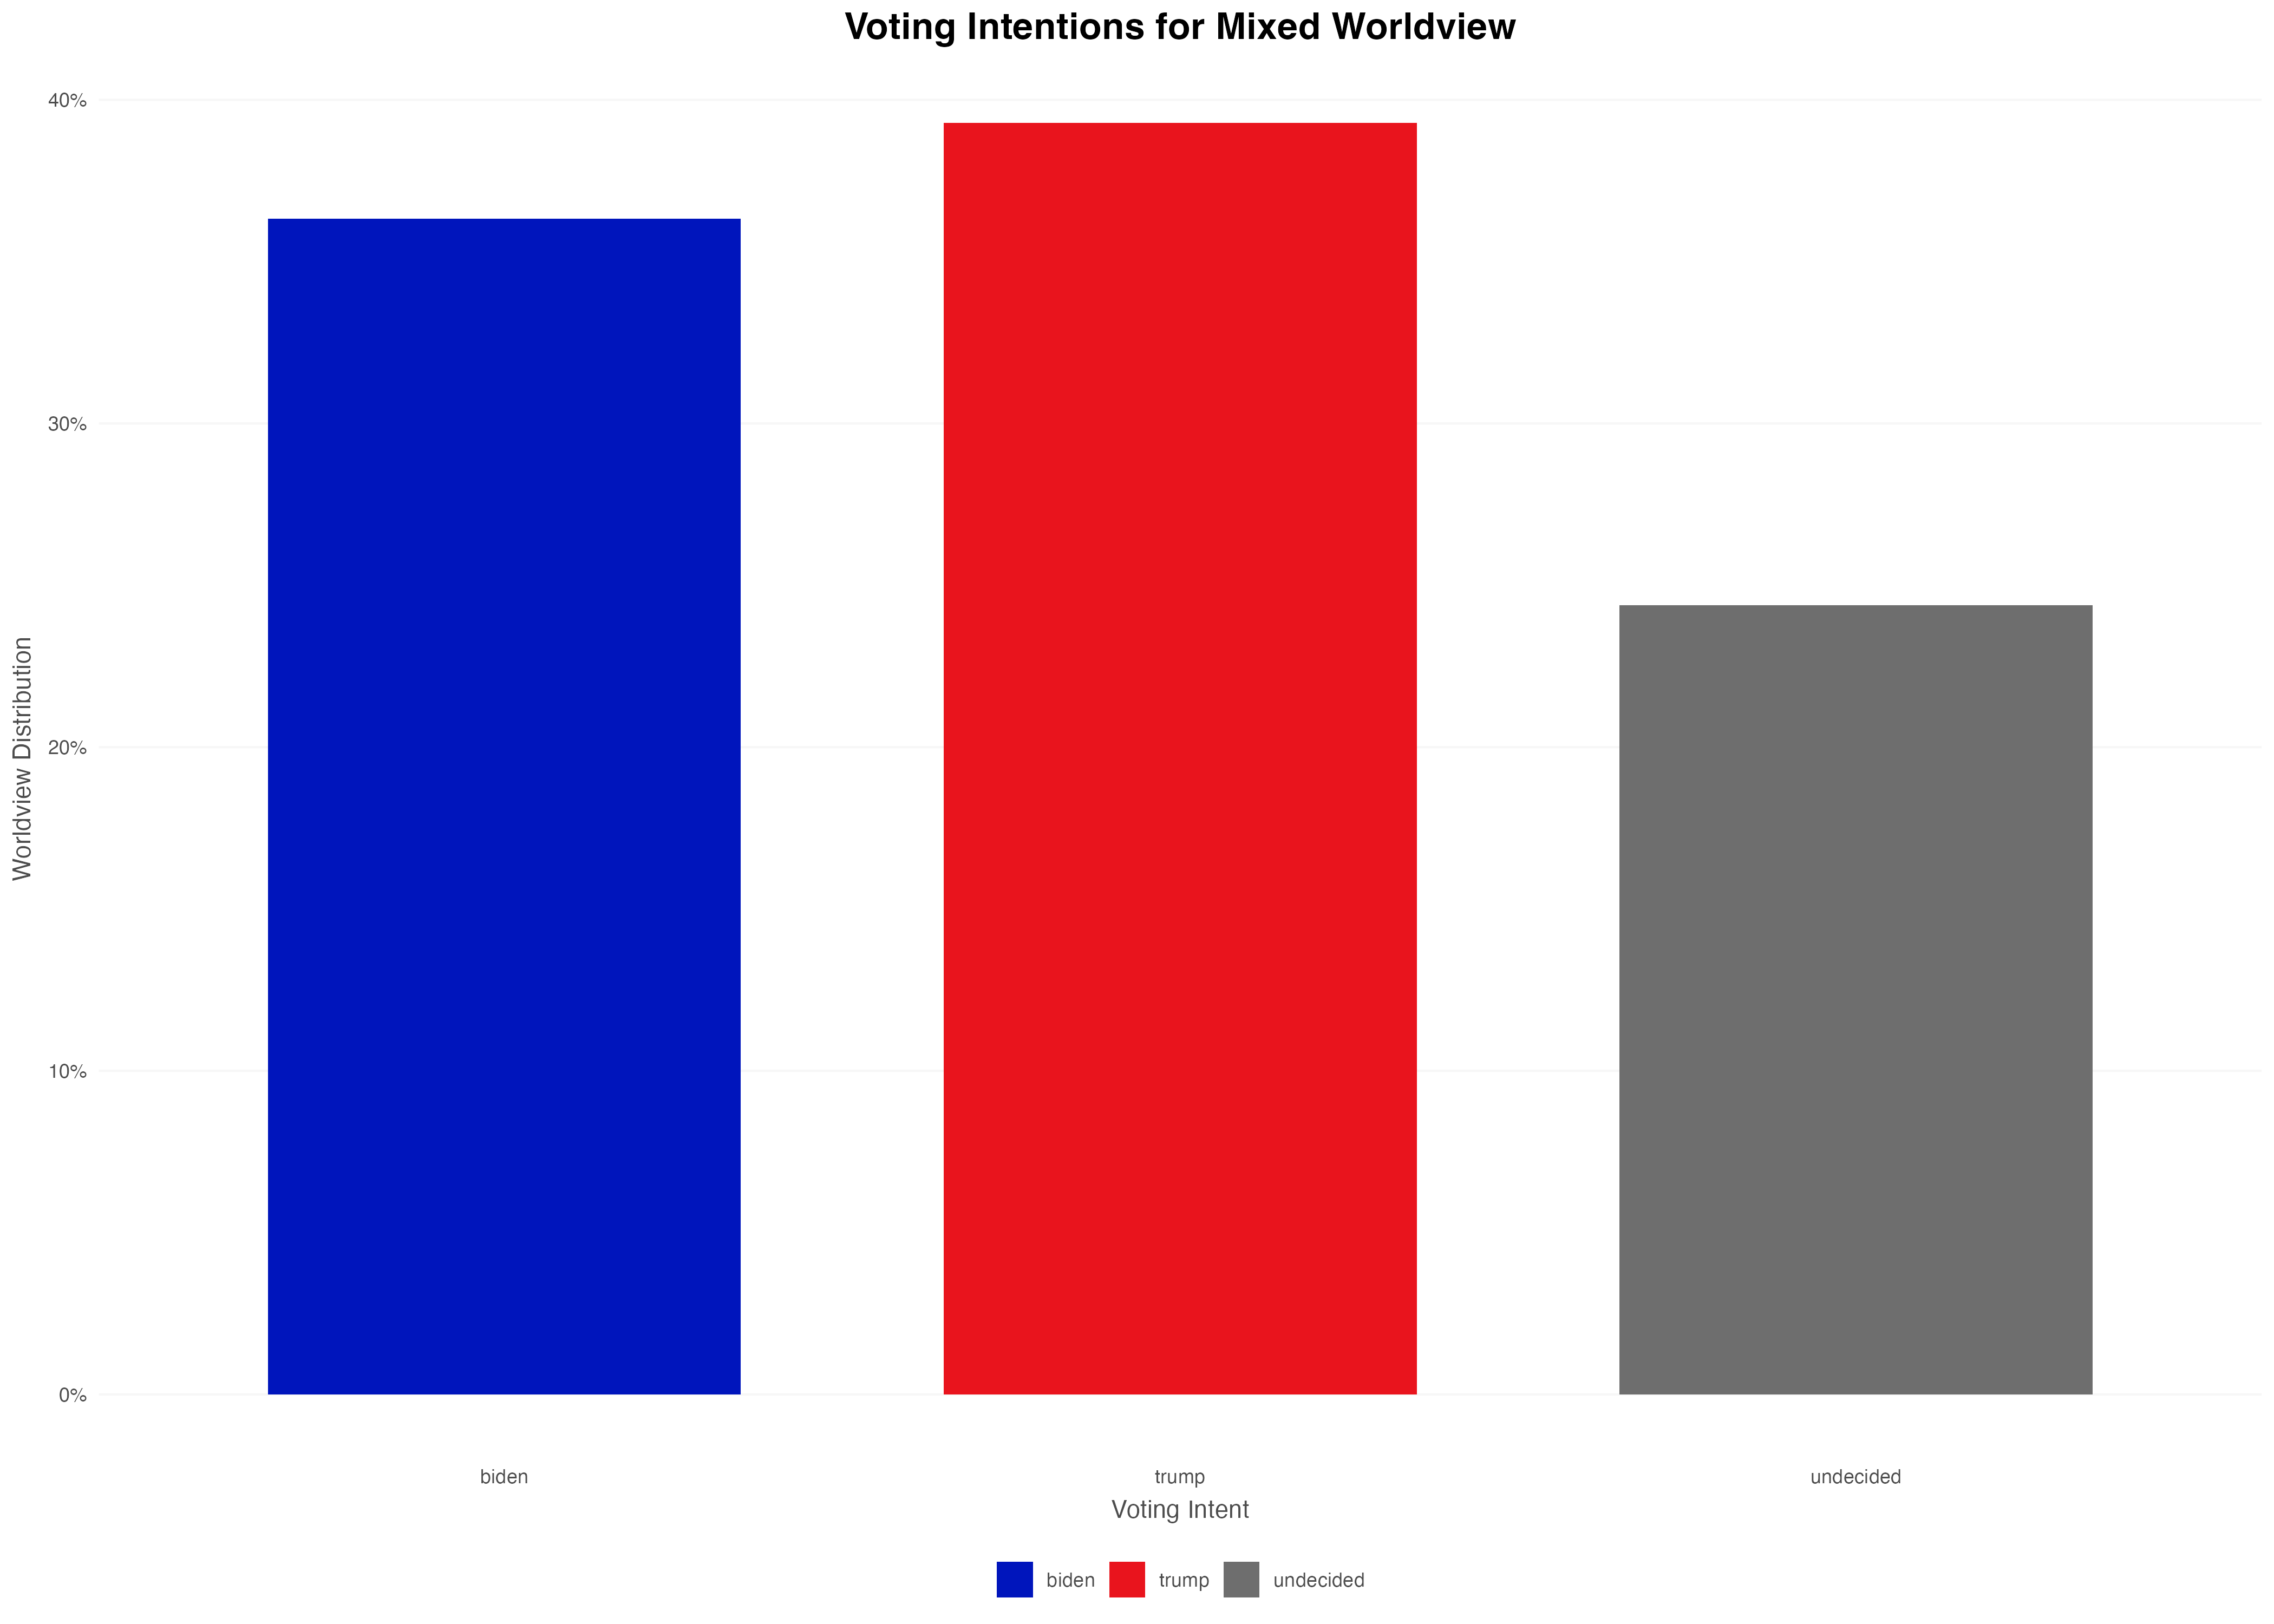 Voting Intentions for Mixed Worldview
40%
30%
20%
10%
0%
Worldview Distribution
biden
trump
undecided
Voting Intent
biden
trump
undecided